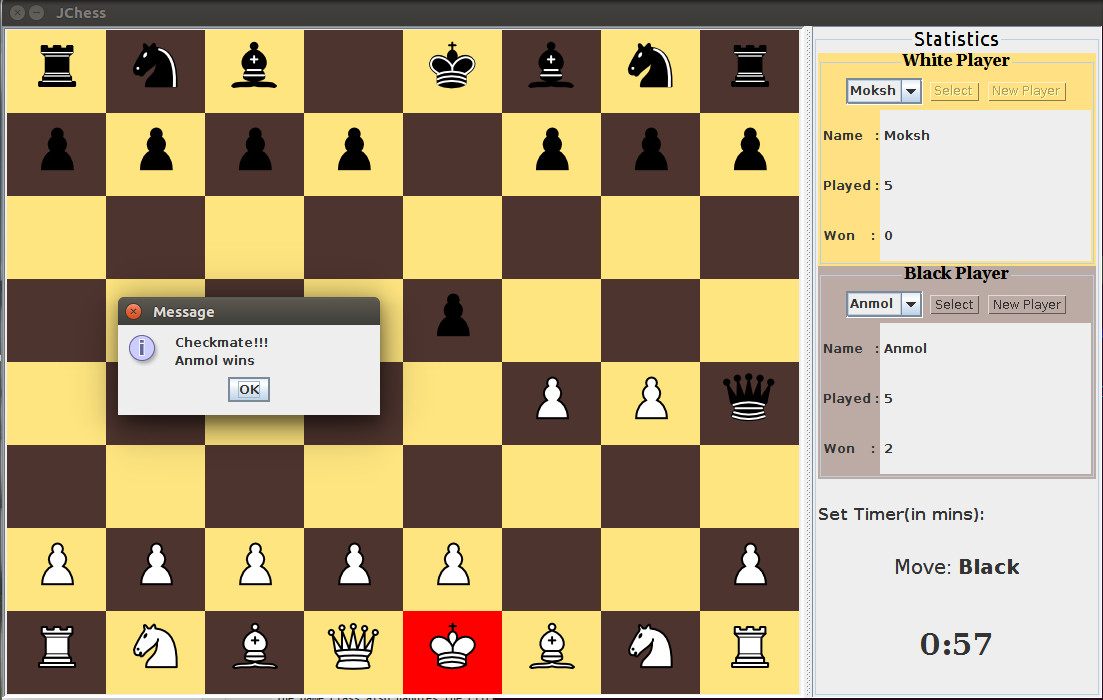 JChess
Statistics
White Player
Moksh Select New Player
Name : Moksh
Played : 5
Won : 0
Black Player
Anmol Select New Player
Name : Anmol
Played : 5
Won : 2
Set Timer(in mins):
Move: Black
0:57
Message
Checkmate!!!
Anmol wins
OK